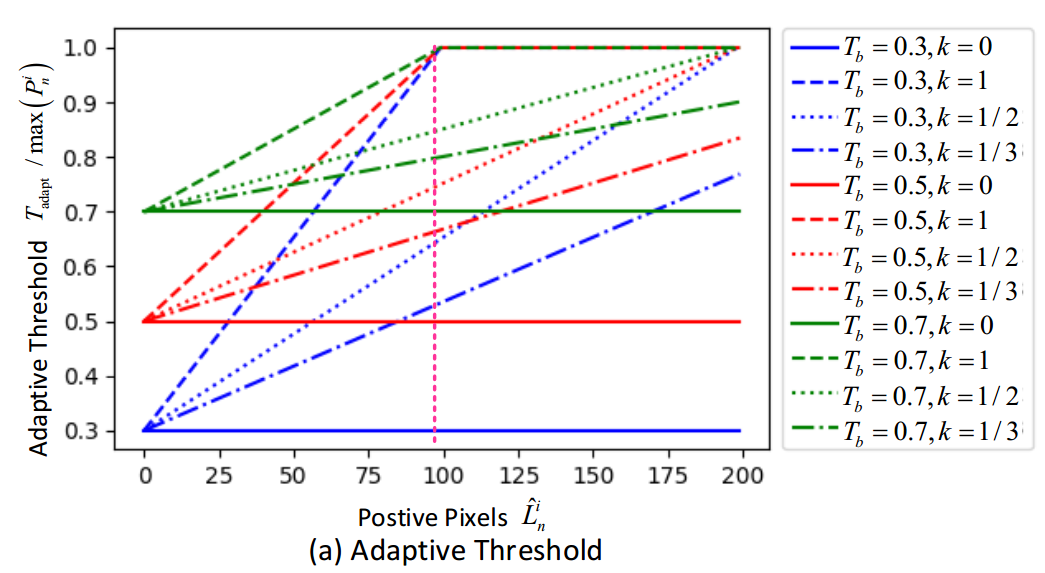 1.0
0.9
0.8
0.7
0.6
0.5
0.4
0.3
Adaptive Threshold T_adapt / max(P_n^i)
0 25 50 75 100 125 150 175 200
Postive Pixels L̂_n^i
(a) Adaptive Threshold
T_b = 0.3, k = 0
T_b = 0.3, k = 1
T_b = 0.3, k = 1/2
T_b = 0.3, k = 1/3
T_b = 0.5, k = 0
T_b = 0.5, k = 1
T_b = 0.5, k = 1/2
T_b = 0.5, k = 1/3
T_b = 0.7, k = 0
T_b = 0.7, k = 1
T_b = 0.7, k = 1/2
T_b = 0.7, k = 1/3